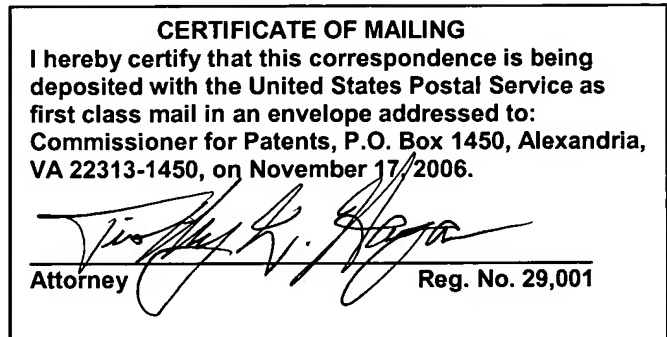 CERTIFICATE OF MAILING
I hereby certify that this correspondence is being
deposited with the United States Postal Service as
first class mail in an envelope addressed to:
Commissioner for Patents, P.O. Box 1450, Alexandria,
VA 22313-1450, on November 17, 2006.
Attorney Reg. No. 29,001